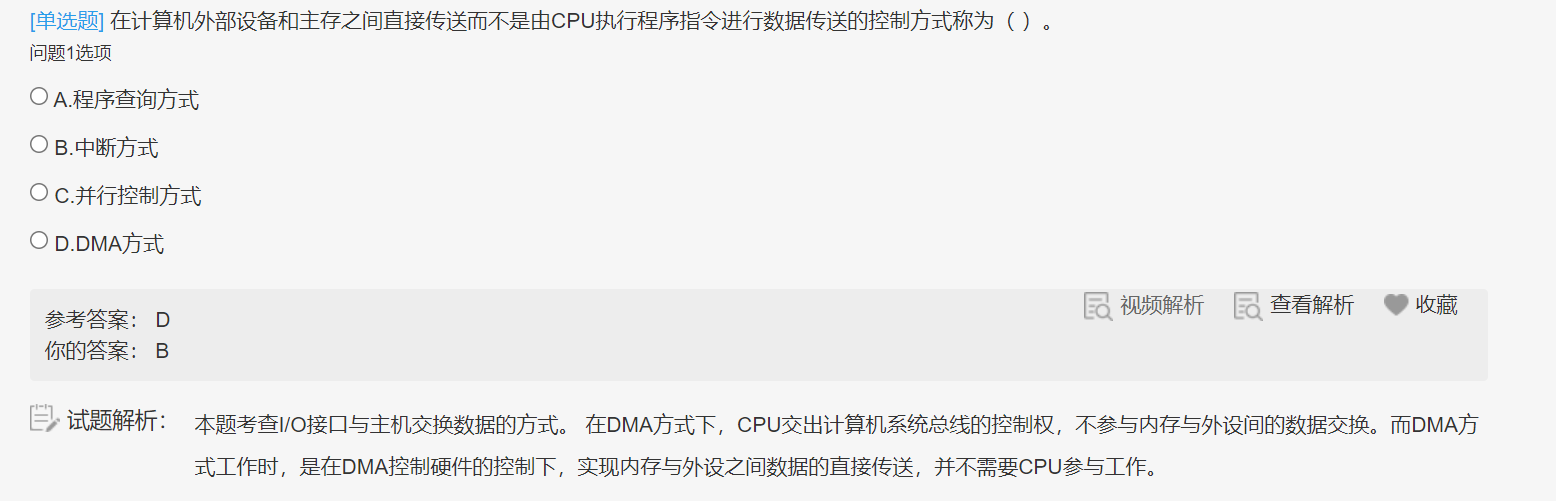 [单选题] 在计算机外部设备和主存之间直接传送而不是由CPU执行程序指令进行数据传送的控制方式称为（ ）。
问题1选项
A.程序查询方式
B.中断方式
C.并行控制方式
D.DMA方式
视频解析 查看解析 收藏
参考答案： D
你的答案： B
试题解析： 本题考查I/O接口与主机交换数据的方式。 在DMA方式下，CPU交出计算机系统总线的控制权，不参与内存与外设间的数据交换。而DMA方
式工作时，是在DMA控制硬件的控制下，实现内存与外设之间数据的直接传送，并不需要CPU参与工作。